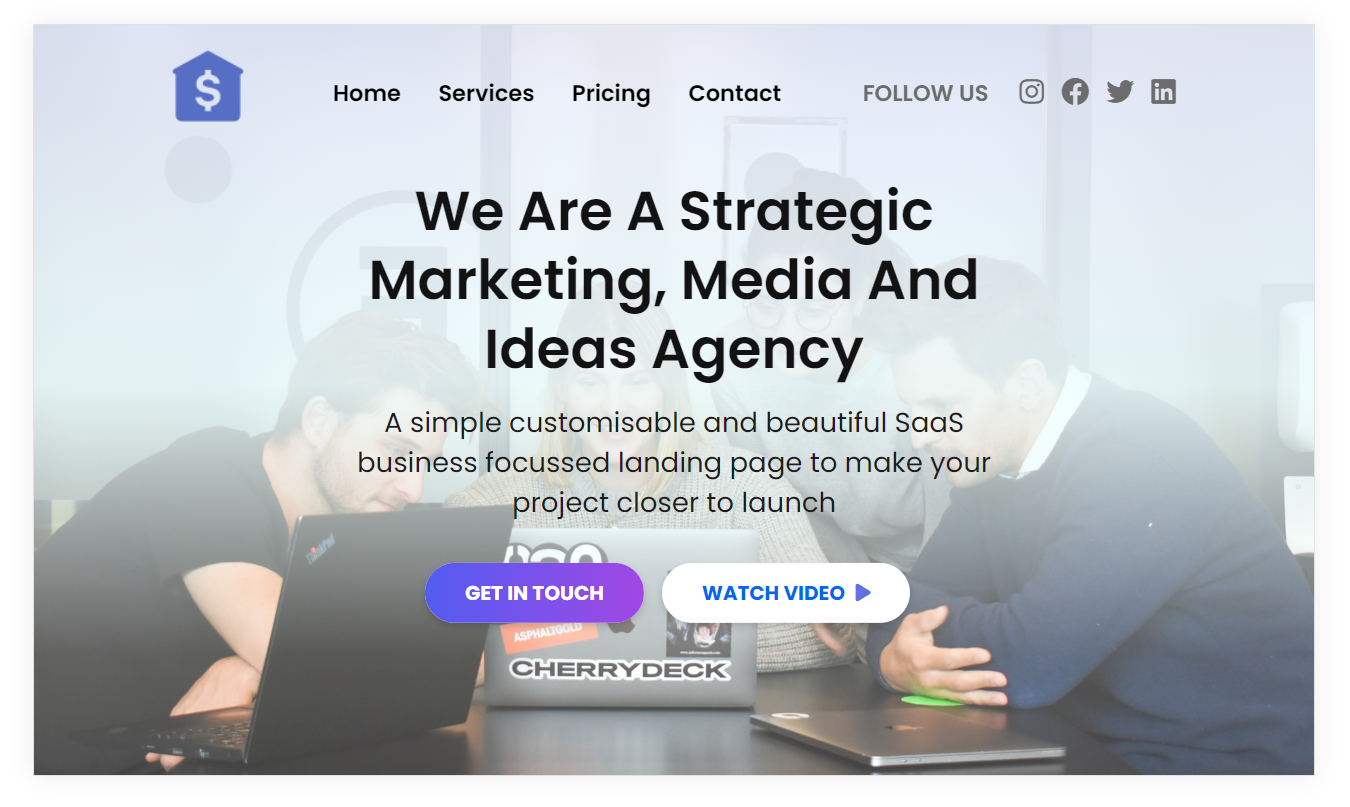 $
Home Services Pricing Contact FOLLOW US
We Are A Strategic
Marketing, Media And
Ideas Agency
A simple customisable and beautiful SaaS
business focussed landing page to make your
project closer to launch
ThinkPad
GET IN TOUCH WATCH VIDEO
ASPHALTGOLD
CHERRYDECK